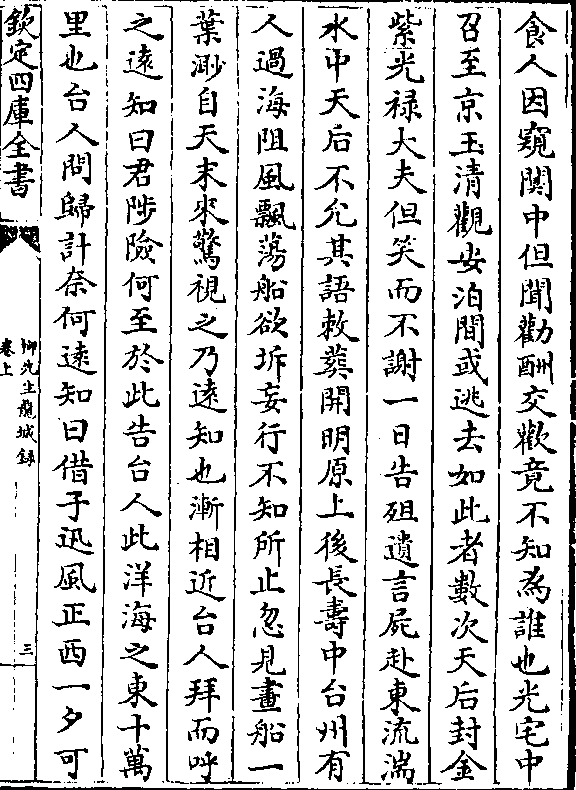 食人因窺闚中但聞勸酬交歡竟不知為誰也光宅中
召至京玉清觀安泊間或逃去如此者數次天后封金
紫光禄大夫但笑而不謝一日告殂遺言屍赴東流湍
水中天后不允其語敕葬開明原上後長壽中台州有
人過海阻風飄蕩船欲坼妄行不知所止忽見畫船一
葉渺自天末來驚視之乃遠知也漸相近台人拜而呼
之遠知曰君陟險何至於此告台人此洋海之東十萬
里也台人問歸計奈何遠知曰借子迅風正西一夕可
欽定四庫全書
柳先生龍城録
卷上
三